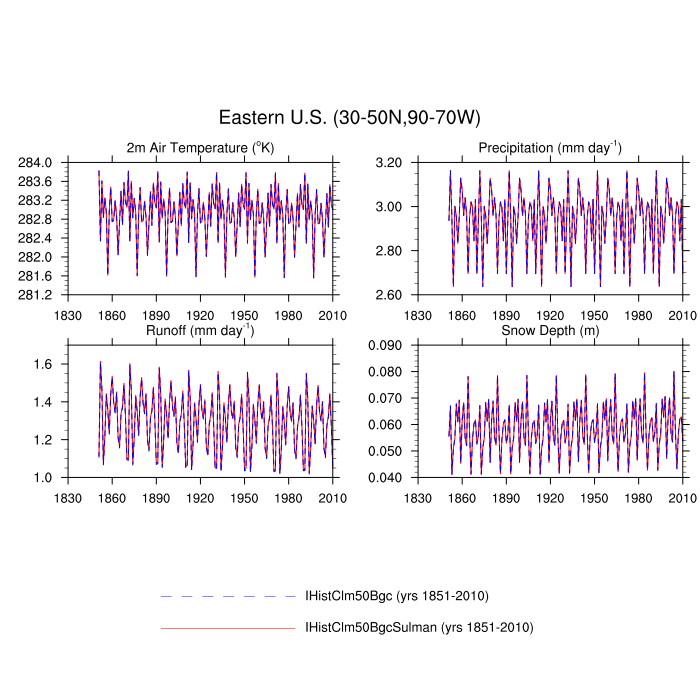 Eastern U.S. (30-50N,90-70W)
2m Air Temperature (°K)
Precipitation (mm day⁻¹)
284.0
283.6
283.2
282.8
282.4
282.0
281.6
281.2
1830 1860 1890 1920 1950 1980 2010
3.20
3.00
2.80
2.60
1830 1860 1890 1920 1950 1980 2010
Runoff (mm day⁻¹)
Snow Depth (m)
1.6
1.4
1.2
1.0
1830 1860 1890 1920 1950 1980 2010
0.090
0.080
0.070
0.060
0.050
0.040
1830 1860 1890 1920 1950 1980 2010
IHistClm50Bgc (yrs 1851-2010)
IHistClm50BgcSulman (yrs 1851-2010)